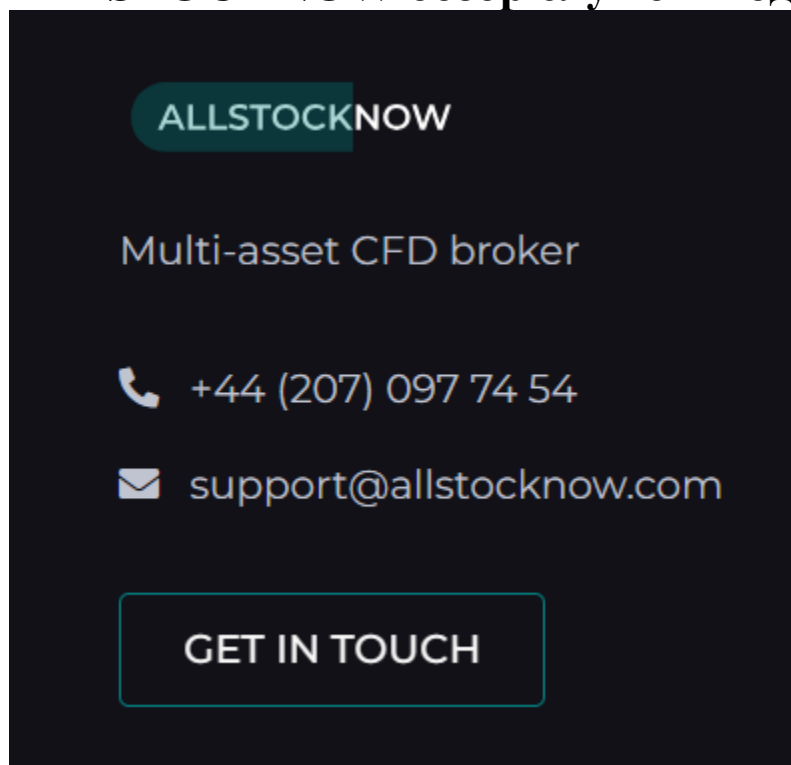 ALLSTOCKNOW
Multi-asset CFD broker
+44 (207) 097 74 54
support@allstocknow.com
GET IN TOUCH